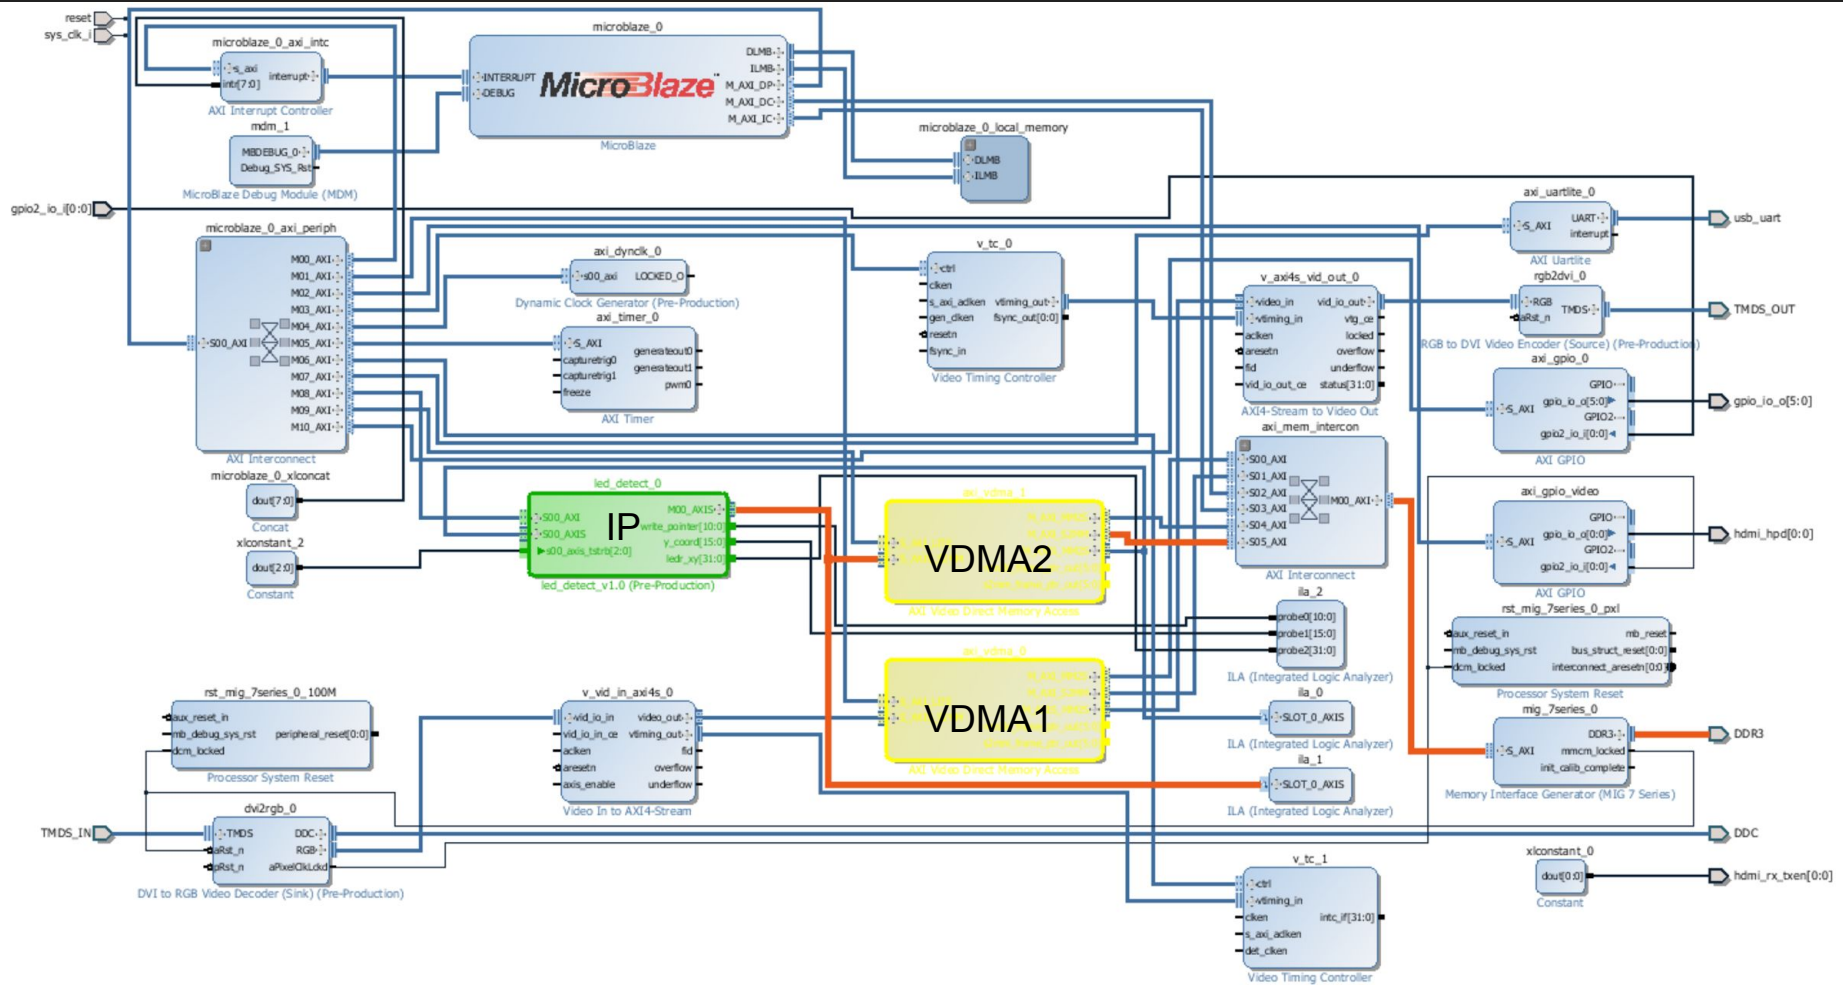 reset
sys_clk_i
microblaze_0_axi_intc
s_axi
intr[7:0]
interrupt
AXI Interrupt Controller
mdm_1
MBDEBUG_0
Debug_SYS_Rst
MicroBlaze Debug Module (MDM)
microblaze_0
INTERRUPT
DEBUG
MicroBlaze
DLMB
ILMB
M_AXI_DP
M_AXI_DC
M_AXI_IC
MicroBlaze
microblaze_0_local_memory
DLMB
ILMB
gpio2_io_i[0:0]
microblaze_0_axi_periph
S00_AXI
M00_AXI
M01_AXI
M02_AXI
M03_AXI
M04_AXI
M05_AXI
M06_AXI
M07_AXI
M08_AXI
M09_AXI
M10_AXI
AXI Interconnect
axi_dynclk_0
s00_axi
LOCKED_O
Dynamic Clock Generator (Pre-Production)
axi_timer_0
S_AXI
capturetrig0
capturetrig1
freeze
generateout0
generateout1
pwm0
AXI Timer
v_tc_0
ctrl
clken
s_axi_aclken
gen_clken
resetn
fsync_in
vtiming_out
fsync_out[0:0]
Video Timing Controller
v_axi4s_vid_out_0
video_in
vtiming_in
aclken
aresetn
fid
vid_io_out_ce
vid_io_out
vtg_ce
locked
overflow
underflow
status[31:0]
AXI4-Stream to Video Out
axi_uartlite_0
S_AXI
UART
interrupt
AXI Uartlite
usb_uart
rgb2dvi_0
RGB
aRst_n
TMDS
RGB to DVI Video Encoder (Source) (Pre-Production)
TMDS_OUT
axi_gpio_0
S_AXI
GPIO
gpio_io_o[5:0]
GPIO2
gpio2_io_i[0:0]
AXI GPIO
gpio_io_o[5:0]
microblaze_0_xlconcat
dout[7:0]
Concat
xlconstant_2
dout[2:0]
Constant
led_detect_0
S00_AXI
S00_AXIS
s00_axis_tstrb[2:0]
IP
M00_AXIS
write_pointer[10:0]
y_coord[15:0]
ledr_xy[31:0]
led_detect_v1.0 (Pre-Production)
axi_vdma_1
VDMA2
AXI Video Direct Memory Access
axi_mem_intercon
S00_AXI
S01_AXI
S02_AXI
S03_AXI
S04_AXI
S05_AXI
M00_AXI
AXI Interconnect
axi_gpio_video
S_AXI
GPIO
gpio_io_o[0:0]
GPIO2
gpio2_io_i[0:0]
AXI GPIO
hdmi_hpd[0:0]
ila_2
probe0[10:0]
probe1[15:0]
probe2[31:0]
ILA (Integrated Logic Analyzer)
rst_mig_7series_0_pxl
aux_reset_in
mb_debug_sys_rst
dcm_locked
mb_reset
bus_struct_reset[0:0]
interconnect_aresetn[0:0]
Processor System Reset
axi_vdma_0
VDMA1
AXI Video Direct Memory Access
rst_mig_7series_0_100M
aux_reset_in
mb_debug_sys_rst
dcm_locked
peripheral_reset[0:0]
Processor System Reset
v_vid_in_axi4s_0
vid_io_in
vid_io_in_ce
aclken
aresetn
axis_enable
video_out
vtiming_out
fid
overflow
underflow
Video In to AXI4-Stream
ila_0
SLOT_0_AXIS
ILA (Integrated Logic Analyzer)
ila_1
SLOT_0_AXIS
ILA (Integrated Logic Analyzer)
mig_7series_0
S_AXI
DDR3
mmcm_locked
init_calib_complete
Memory Interface Generator (MIG 7 Series)
DDR3
TMDS_IN
dvi2rgb_0
TMDS
aRst_n
pRst_n
DDC
RGB
aPixelClkLckd
DVI to RGB Video Decoder (Sink) (Pre-Production)
DDC
v_tc_1
ctrl
vtiming_in
clken
s_axi_aclken
det_clken
intc_if[31:0]
Video Timing Controller
xlconstant_0
dout[0:0]
Constant
hdmi_rx_txen[0:0]